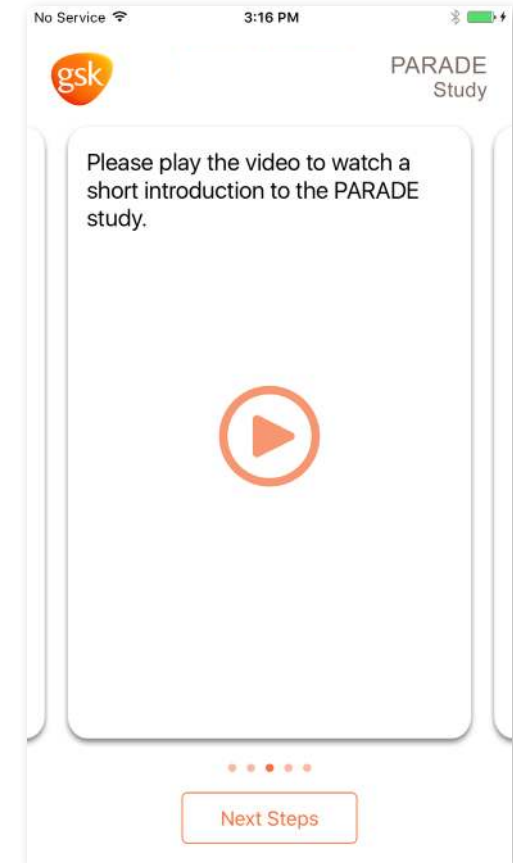 No Service 3:16 PM
gsk
PARADE
Study
Please play the video to watch a
short introduction to the PARADE
study.
Next Steps